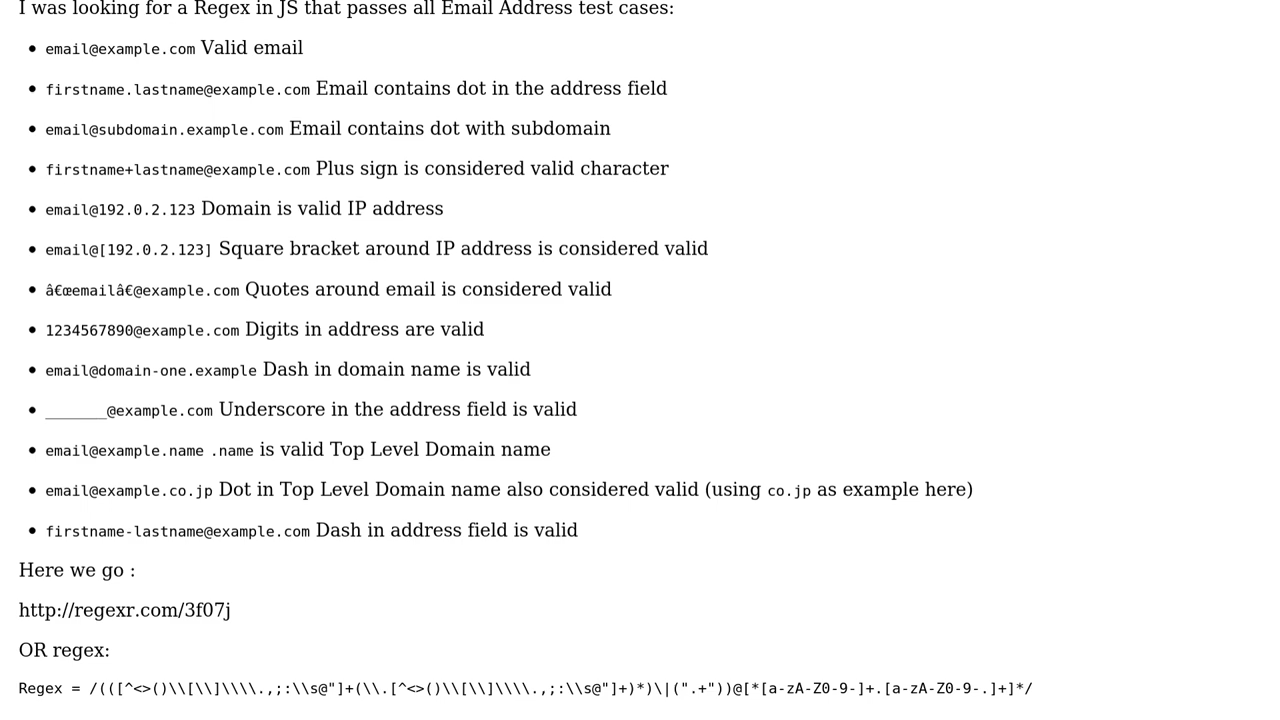 I was looking for a Regex in JS that passes all Email Address test cases:
• email@example.com Valid email
• firstname.lastname@example.com Email contains dot in the address field
• email@subdomain.example.com Email contains dot with subdomain
• firstname+lastname@example.com Plus sign is considered valid character
• email@192.0.2.123 Domain is valid IP address
• email@[192.0.2.123] Square bracket around IP address is considered valid
• â€œemailâ€@example.com Quotes around email is considered valid
• 1234567890@example.com Digits in address are valid
• email@domain-one.example Dash in domain name is valid
• _______@example.com Underscore in the address field is valid
• email@example.name .name is valid Top Level Domain name
• email@example.co.jp Dot in Top Level Domain name also considered valid (using co.jp as example here)
• firstname-lastname@example.com Dash in address field is valid
Here we go :
http://regexr.com/3f07j
OR regex:
Regex = /(([^<>()\\[\\]\\\\.,;:\\s@"]+(\\.[^<>()\\[\\]\\\\.,;:\\s@"]+)*)\|(".+"))@[*[a-zA-Z0-9-]+.[a-zA-Z0-9-.]+]*/